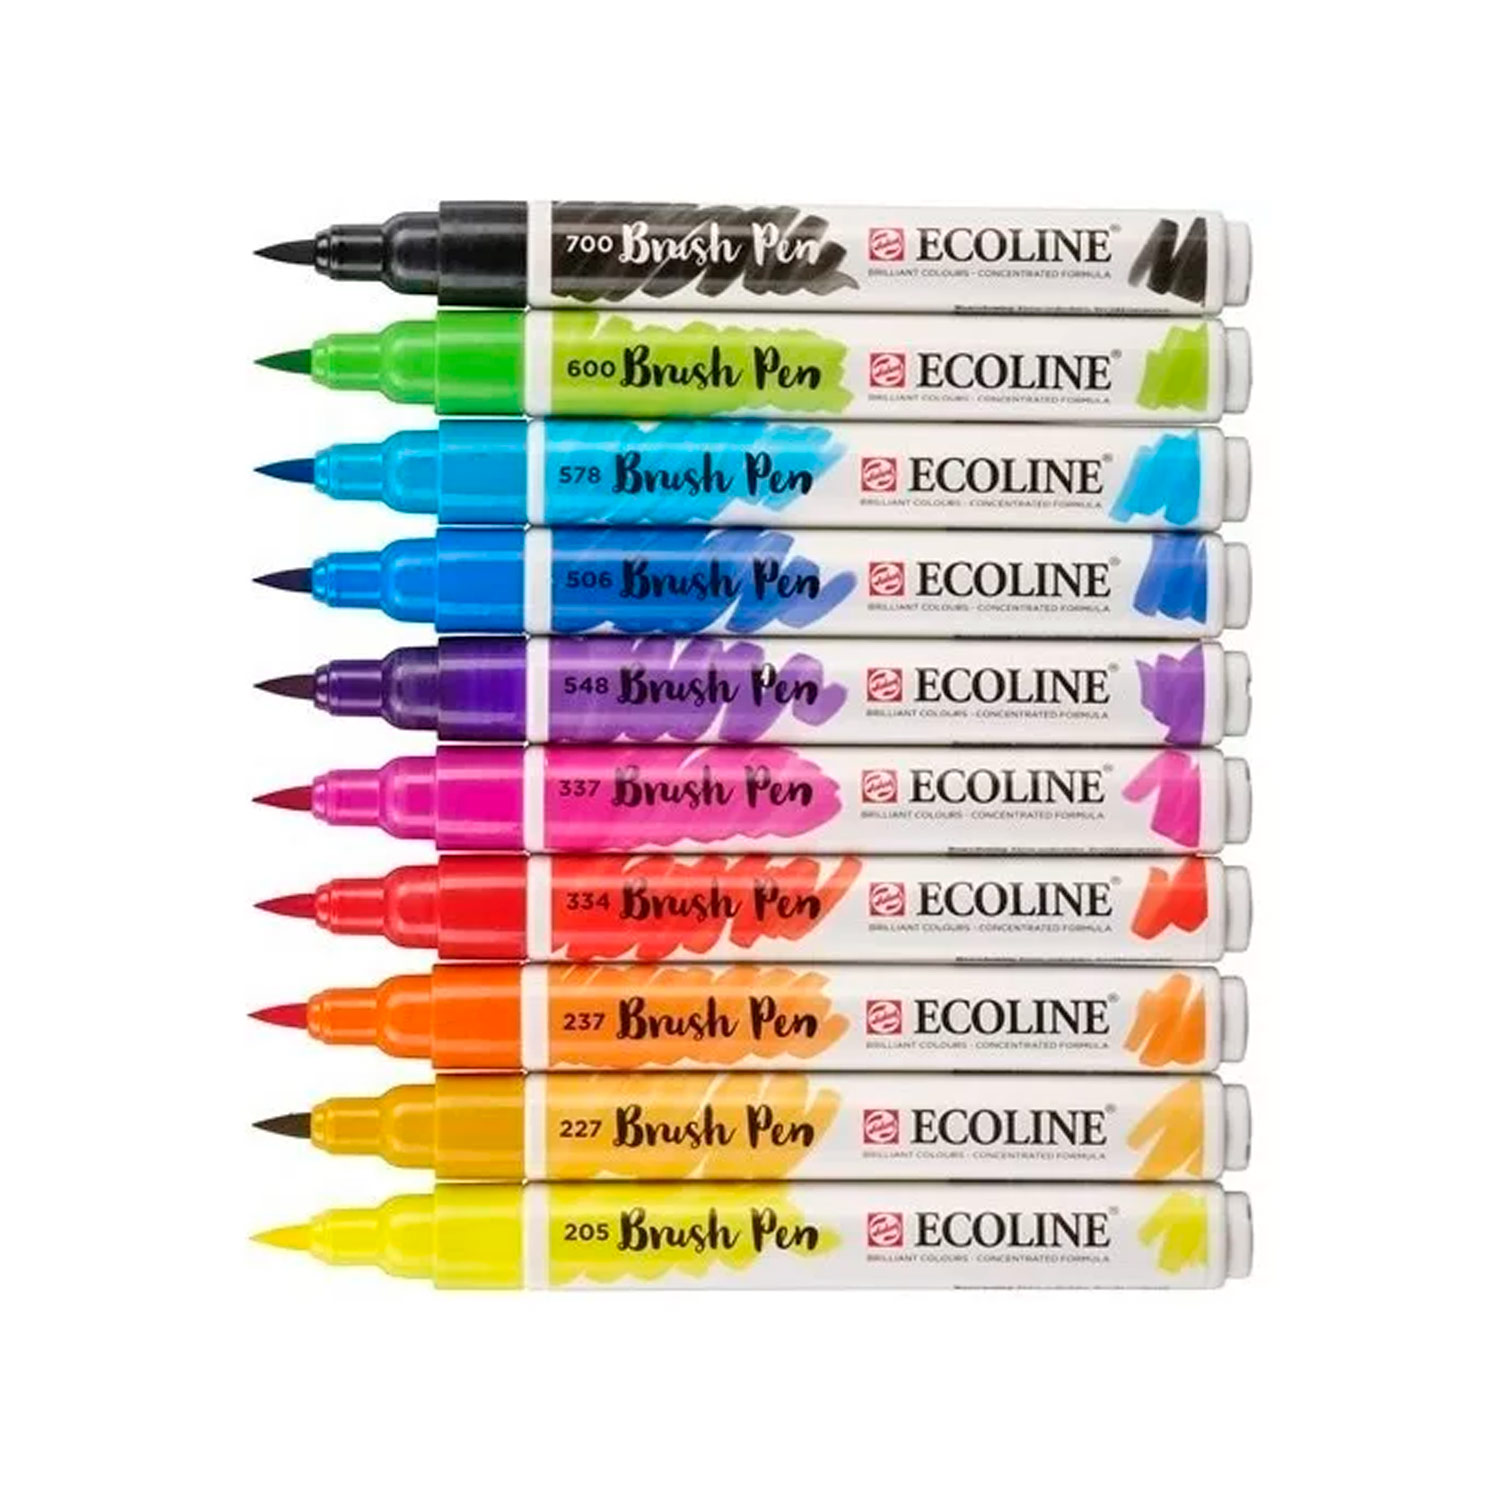 700 Brush Pen ECOLINE®
BRILLIANT COLOURS - CONCENTRATED FORMULA
600 Brush Pen ECOLINE®
BRILLIANT COLOURS - CONCENTRATED FORMULA
578 Brush Pen ECOLINE®
BRILLIANT COLOURS - CONCENTRATED FORMULA
506 Brush Pen ECOLINE®
BRILLIANT COLOURS - CONCENTRATED FORMULA
548 Brush Pen ECOLINE®
BRILLIANT COLOURS - CONCENTRATED FORMULA
337 Brush Pen ECOLINE®
BRILLIANT COLOURS - CONCENTRATED FORMULA
334 Brush Pen ECOLINE®
BRILLIANT COLOURS - CONCENTRATED FORMULA
237 Brush Pen ECOLINE®
BRILLIANT COLOURS - CONCENTRATED FORMULA
227 Brush Pen ECOLINE®
BRILLIANT COLOURS - CONCENTRATED FORMULA
205 Brush Pen ECOLINE®
BRILLIANT COLOURS - CONCENTRATED FORMULA